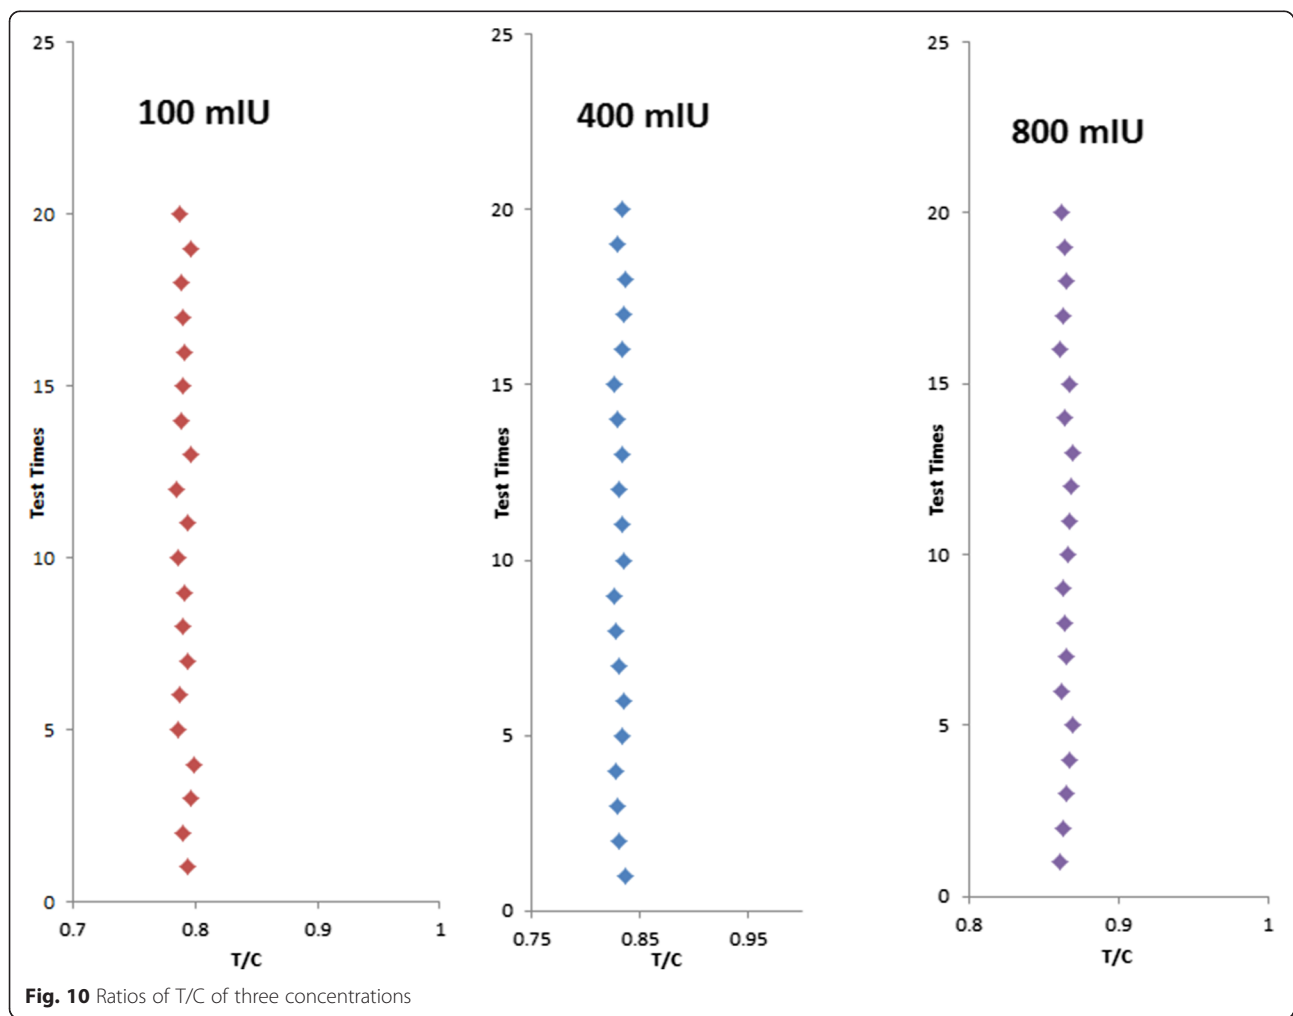 25
100 mIU
20
15
10
5
0
Test Times
0.7 0.8 0.9 1
T/C
25
400 mIU
20
15
10
5
0
Test Times
0.75 0.85 0.95
T/C
25
800 mIU
20
15
10
5
0
Test Times
0.8 0.9 1
T/C
Fig. 10 Ratios of T/C of three concentrations